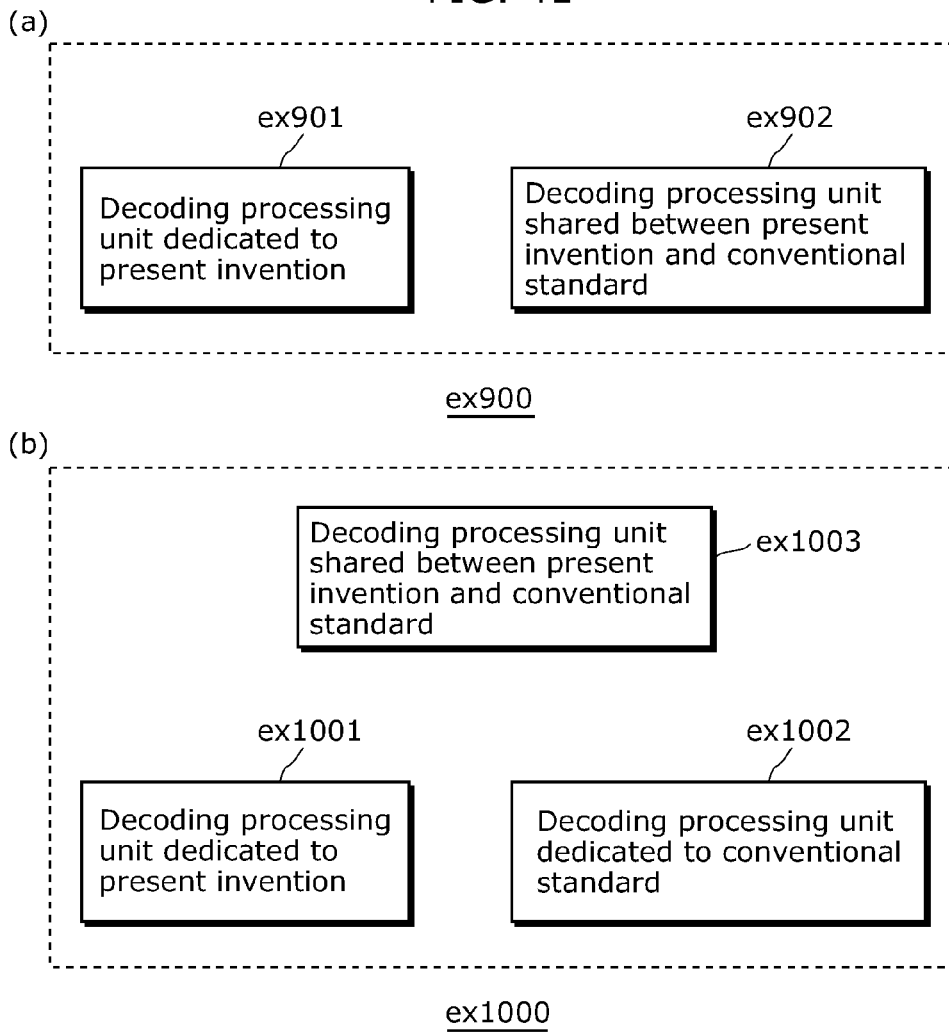 (a)
ex901
ex902
Decoding processing
unit dedicated to
present invention
Decoding processing unit
shared between present
invention and conventional
standard
ex900
(b)
Decoding processing unit
shared between present
invention and conventional
standard
ex1003
ex1001
ex1002
Decoding processing
unit dedicated to
present invention
Decoding processing unit
dedicated to conventional
standard
ex1000